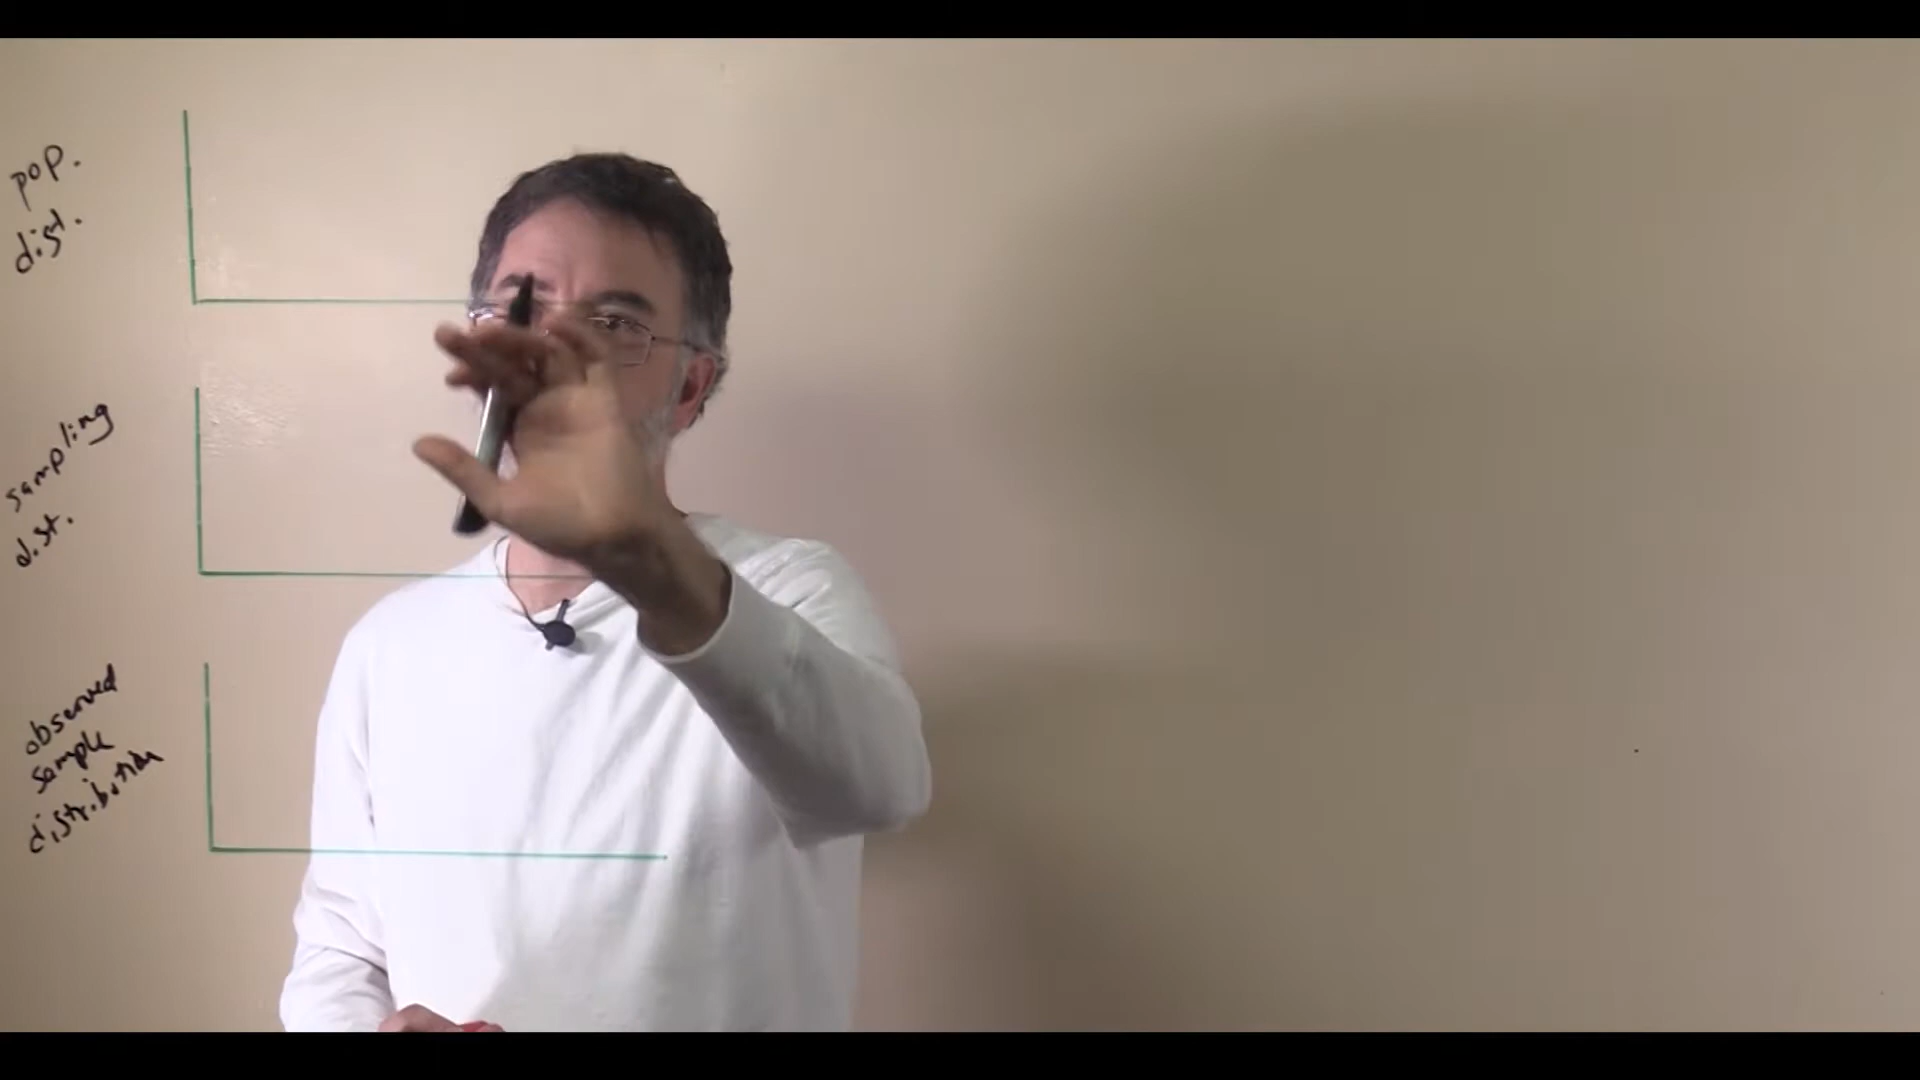 pop.
dist.
sampling
dist.
observed
sample
distribution